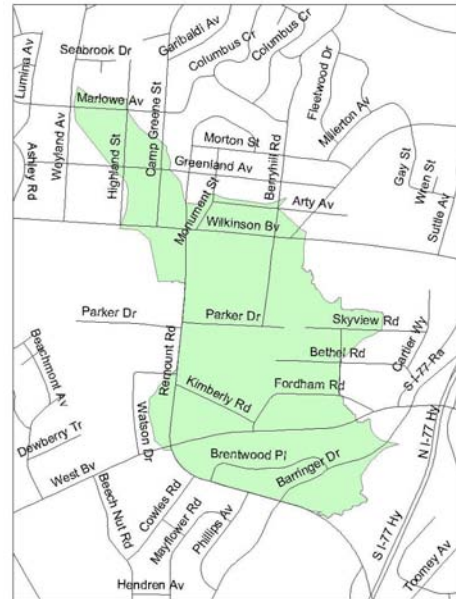 Seabrook Dr
Garibaldi Av
Columbus Cr
Columbus Cr
Fleetwood Dr
Lumina Av
Marlowe Av
Millerton Av
Ashley Rd
Weyland Av
Highland St
Camp Greene St
Morton St
Berryhill Rd
Greenland Av
Gay St
Wren St
Suttle Av
Monument St
Arty Av
Wilkinson Bv
Parker Dr
Parker Dr
Skyview Rd
Cartier Wy
Remount Rd
Bethel Rd
S I-77-Ra
Beachmont Av
Kimberly Rd
Fordham Rd
N I-77 Hy
Watson Dr
Dewberry Tr
Brentwood Pl
Barringer Dr
West Bv
Beech Nut Rd
Cowles Rd
Mayflower Rd
Phillips Av
S I-77 Hy
Toomey Av
Hendren Av